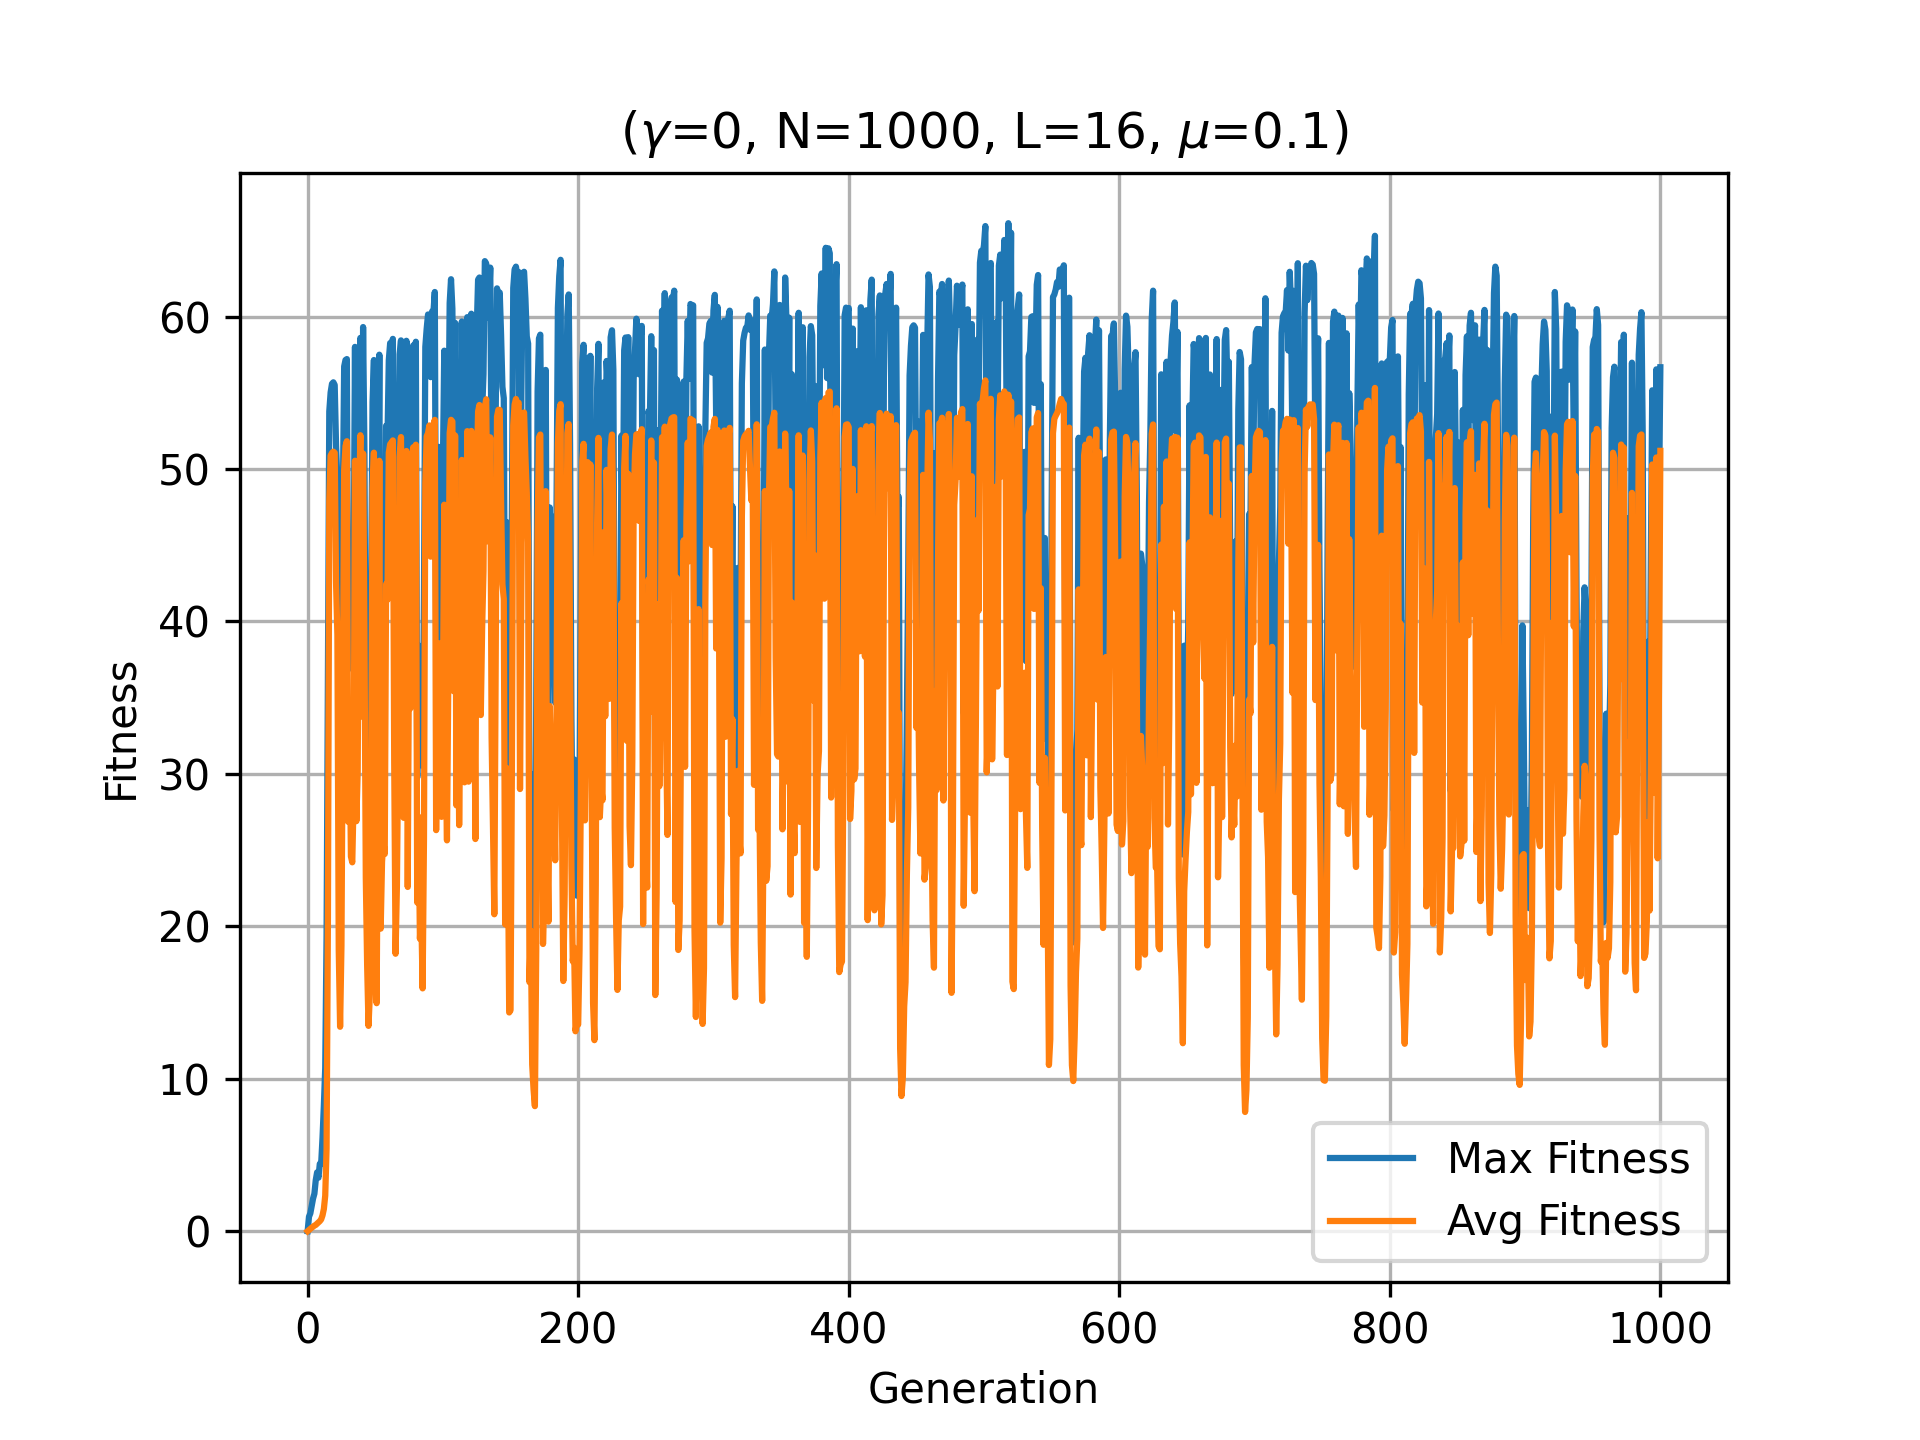 (γ=0, N=1000, L=16, μ=0.1)
Fitness
60
50
40
30
20
10
0
0 200 400 600 800 1000
Generation
Max Fitness
Avg Fitness